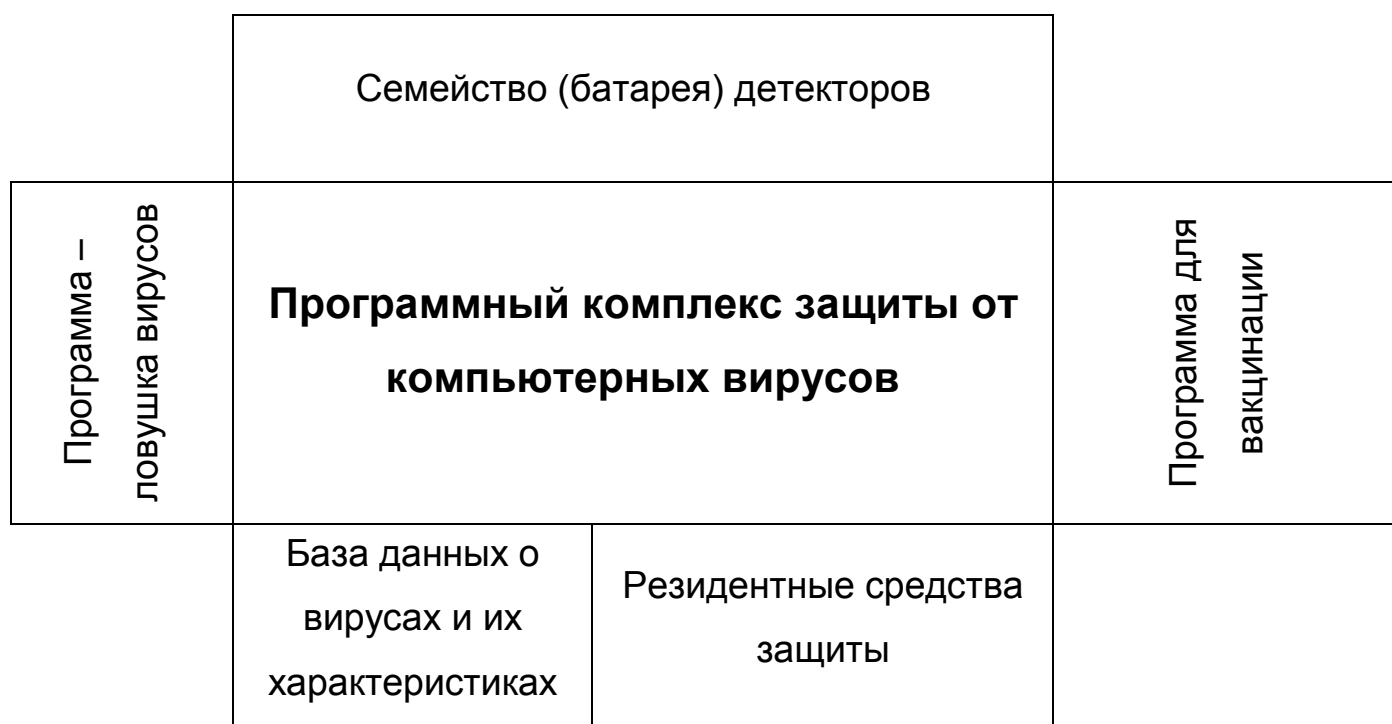 Семейство (батарея) детекторов
Программа –
ловушка вирусов
Программный комплекс защиты от
компьютерных вирусов
Программа для
вакцинации
База данных о
вирусах и их
характеристиках
Резидентные средства
защиты